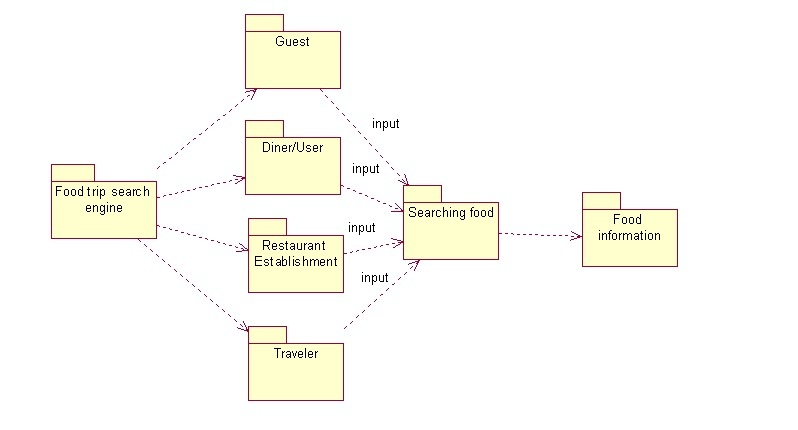 Guest
input
Diner/User
input
Food trip search
engine
Searching food
Food
information
input
Restaurant
Establishment
input
Traveler